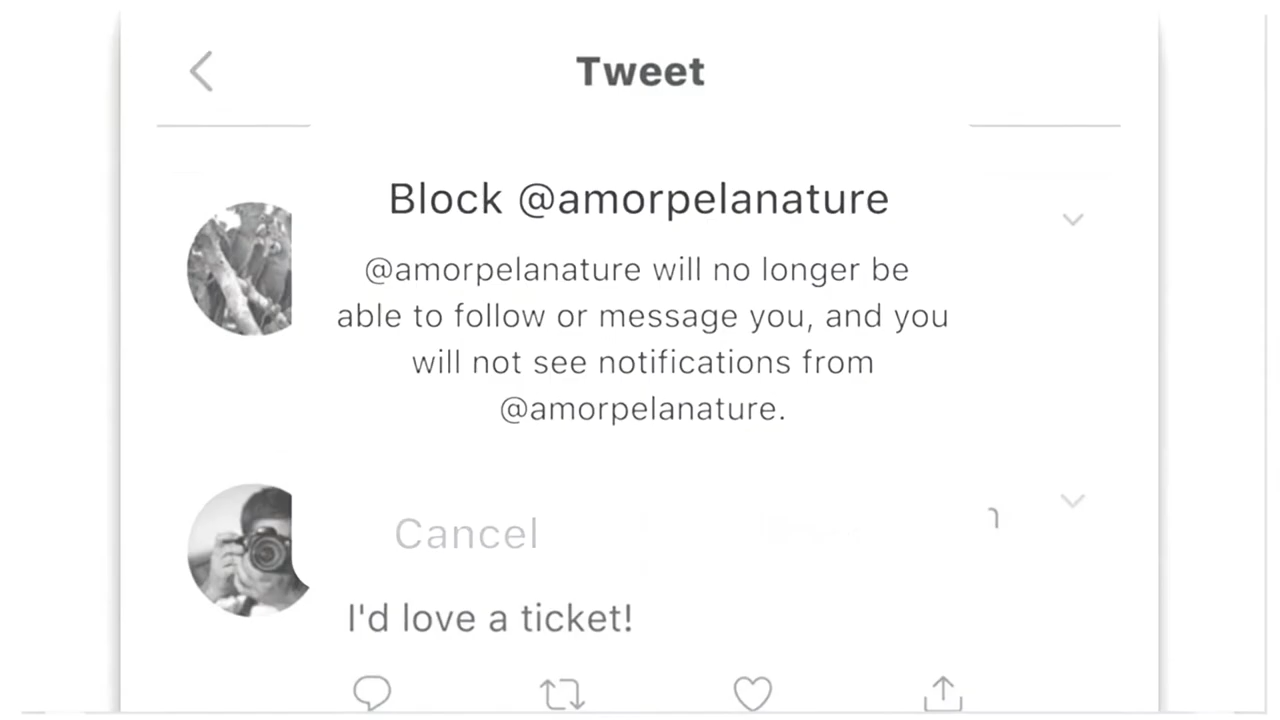 Tweet
Block @amorpelanature
@amorpelanature will no longer be
able to follow or message you, and you
will not see notifications from
@amorpelanature.
Cancel
I'd love a ticket!